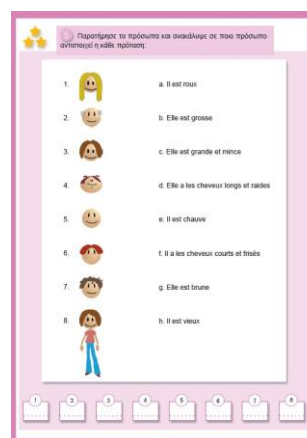 5 Παρατήρησε τα πρόσωπα και ανακάλυψε σε ποιο πρόσωπο
αντιστοιχεί η κάθε πρόταση:
1. a. Il est roux
2. b. Elle est grosse
3. c. Elle est grande et mince
4. d. Elle a les cheveux longs et raides
5. e. Il est chauve
6. f. Il a les cheveux courts et frisés
7. g. Elle est brune
8. h. Il est vieux
1 2 3 4 5 6 7 8